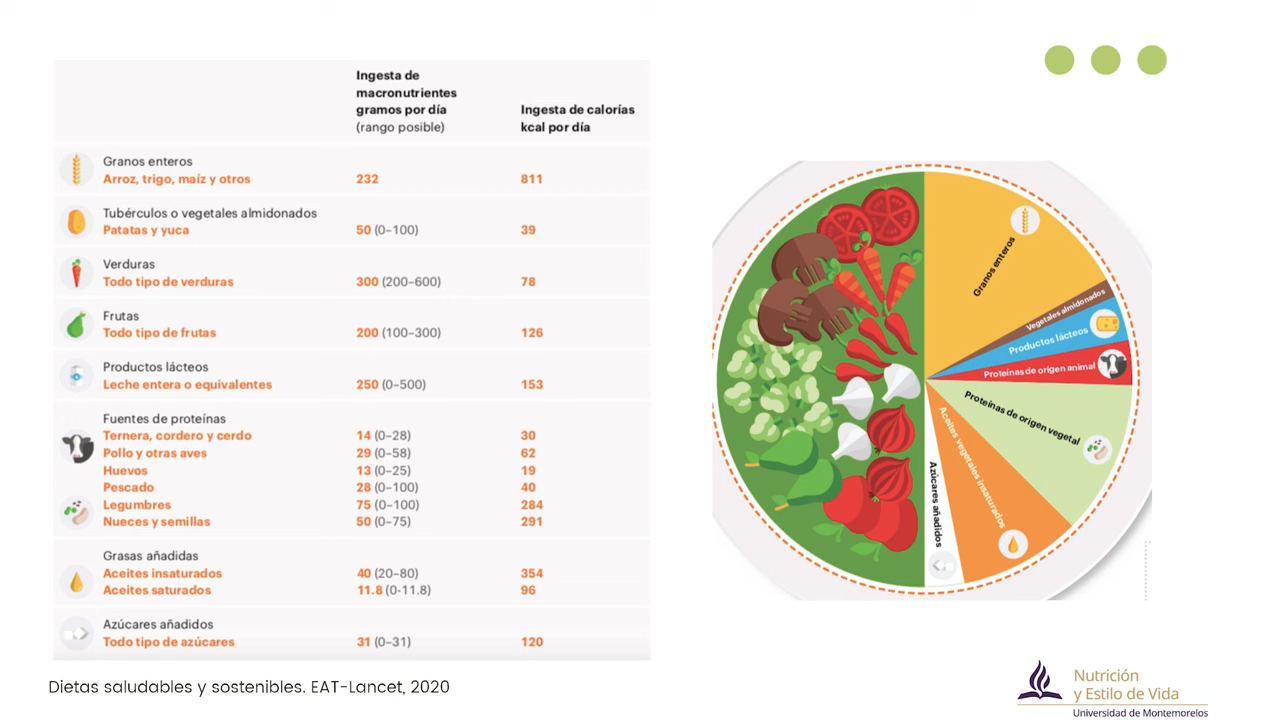 Ingesta de
macronutrientes
gramos por día
(rango posible)
Ingesta de calorías
kcal por día
Granos enteros
Arroz, trigo, maíz y otros 232 811
Tubérculos o vegetales almidonados
Patatas y yuca 50 (0–100) 39
Verduras
Todo tipo de verduras 300 (200–600) 78
Frutas
Todo tipo de frutas 200 (100–300) 126
Productos lácteos
Leche entera o equivalentes 250 (0–500) 153
Fuentes de proteínas
Ternera, cordero y cerdo 14 (0–28) 30
Pollo y otras aves 29 (0–58) 62
Huevos 13 (0–25) 19
Pescado 28 (0–100) 40
Legumbres 75 (0–100) 284
Nueces y semillas 50 (0–75) 291
Grasas añadidas
Aceites insaturados 40 (20–80) 354
Aceites saturados 11.8 (0-11.8) 96
Azúcares añadidos
Todo tipo de azúcares 31 (0–31) 120
Dietas saludables y sostenibles. EAT-Lancet, 2020
Granos enteros
Vegetales almidonados
Productos lácteos
Proteínas de origen animal
Proteínas de origen vegetal
Aceites vegetales insaturados
Azúcares añadidos
Nutrición
y Estilo de Vida
Universidad de Montemorelos